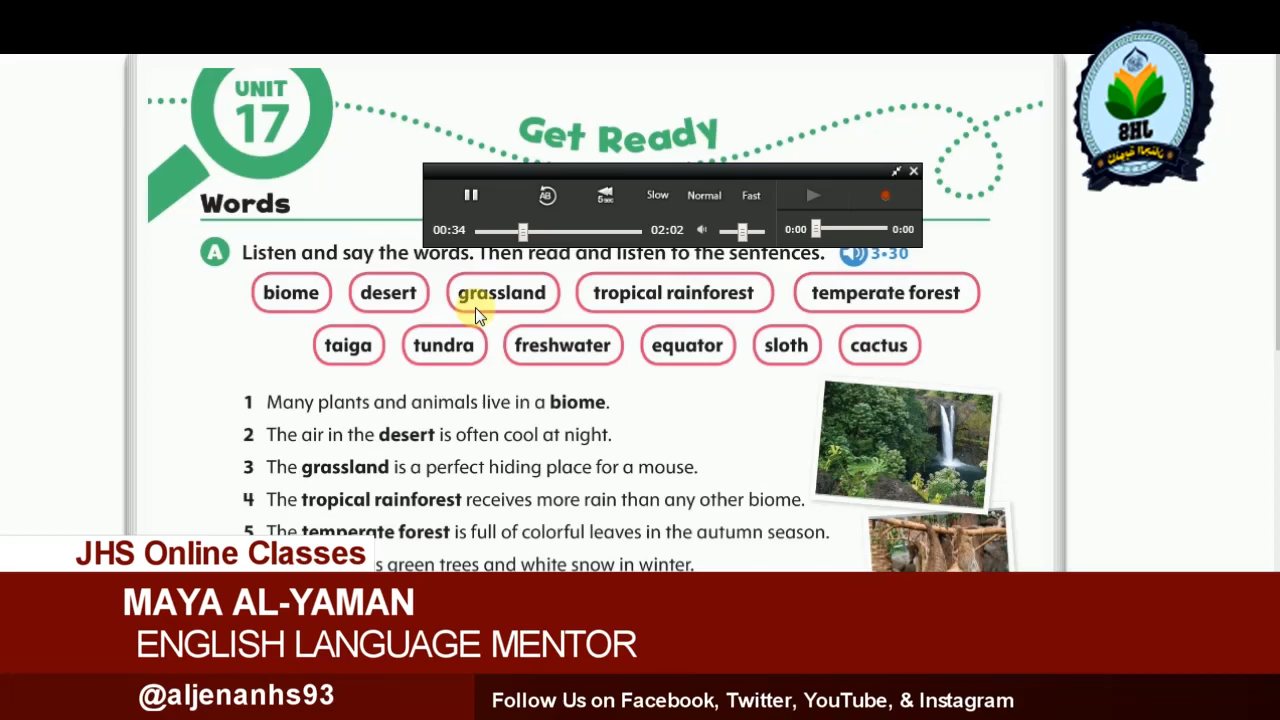 UNIT
17
Get Ready
Words
Slow Normal Fast
00:34 02:02 0:00 0:00
A Listen and say the words. Then read and listen to the sentences. 3·30
biome desert grassland tropical rainforest temperate forest
taiga tundra freshwater equator sloth cactus
1 Many plants and animals live in a biome.
2 The air in the desert is often cool at night.
3 The grassland is a perfect hiding place for a mouse.
4 The tropical rainforest receives more rain than any other biome.
5 The temperate forest is full of colorful leaves in the autumn season.
s green trees and white snow in winter.
JHS Online Classes
MAYA AL-YAMAN
ENGLISH LANGUAGE MENTOR
@aljenanhs93
Follow Us on Facebook, Twitter, YouTube, & Instagram